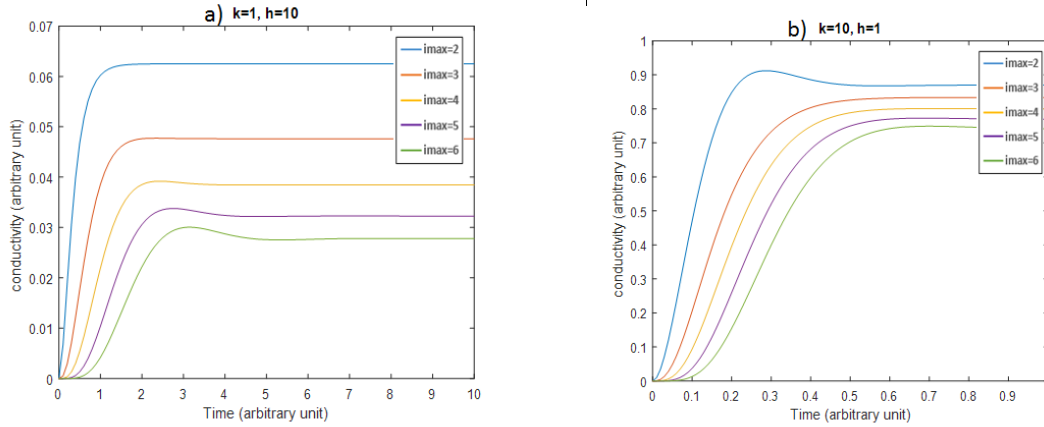 a) k=1, h=10
0.07
0.06
0.05
0.04
0.03
0.02
0.01
0
conductivity (arbitrary unit)
0 1 2 3 4 5 6 7 8 9 10
Time (arbitrary unit)
imax=2
imax=3
imax=4
imax=5
imax=6
b) k=10, h=1
1
0.9
0.8
0.7
0.6
0.5
0.4
0.3
0.2
0.1
0
conductivity (arbitrary unit)
0 0.1 0.2 0.3 0.4 0.5 0.6 0.7 0.8 0.9
Time (arbitrary unit)
imax=2
imax=3
imax=4
imax=5
imax=6